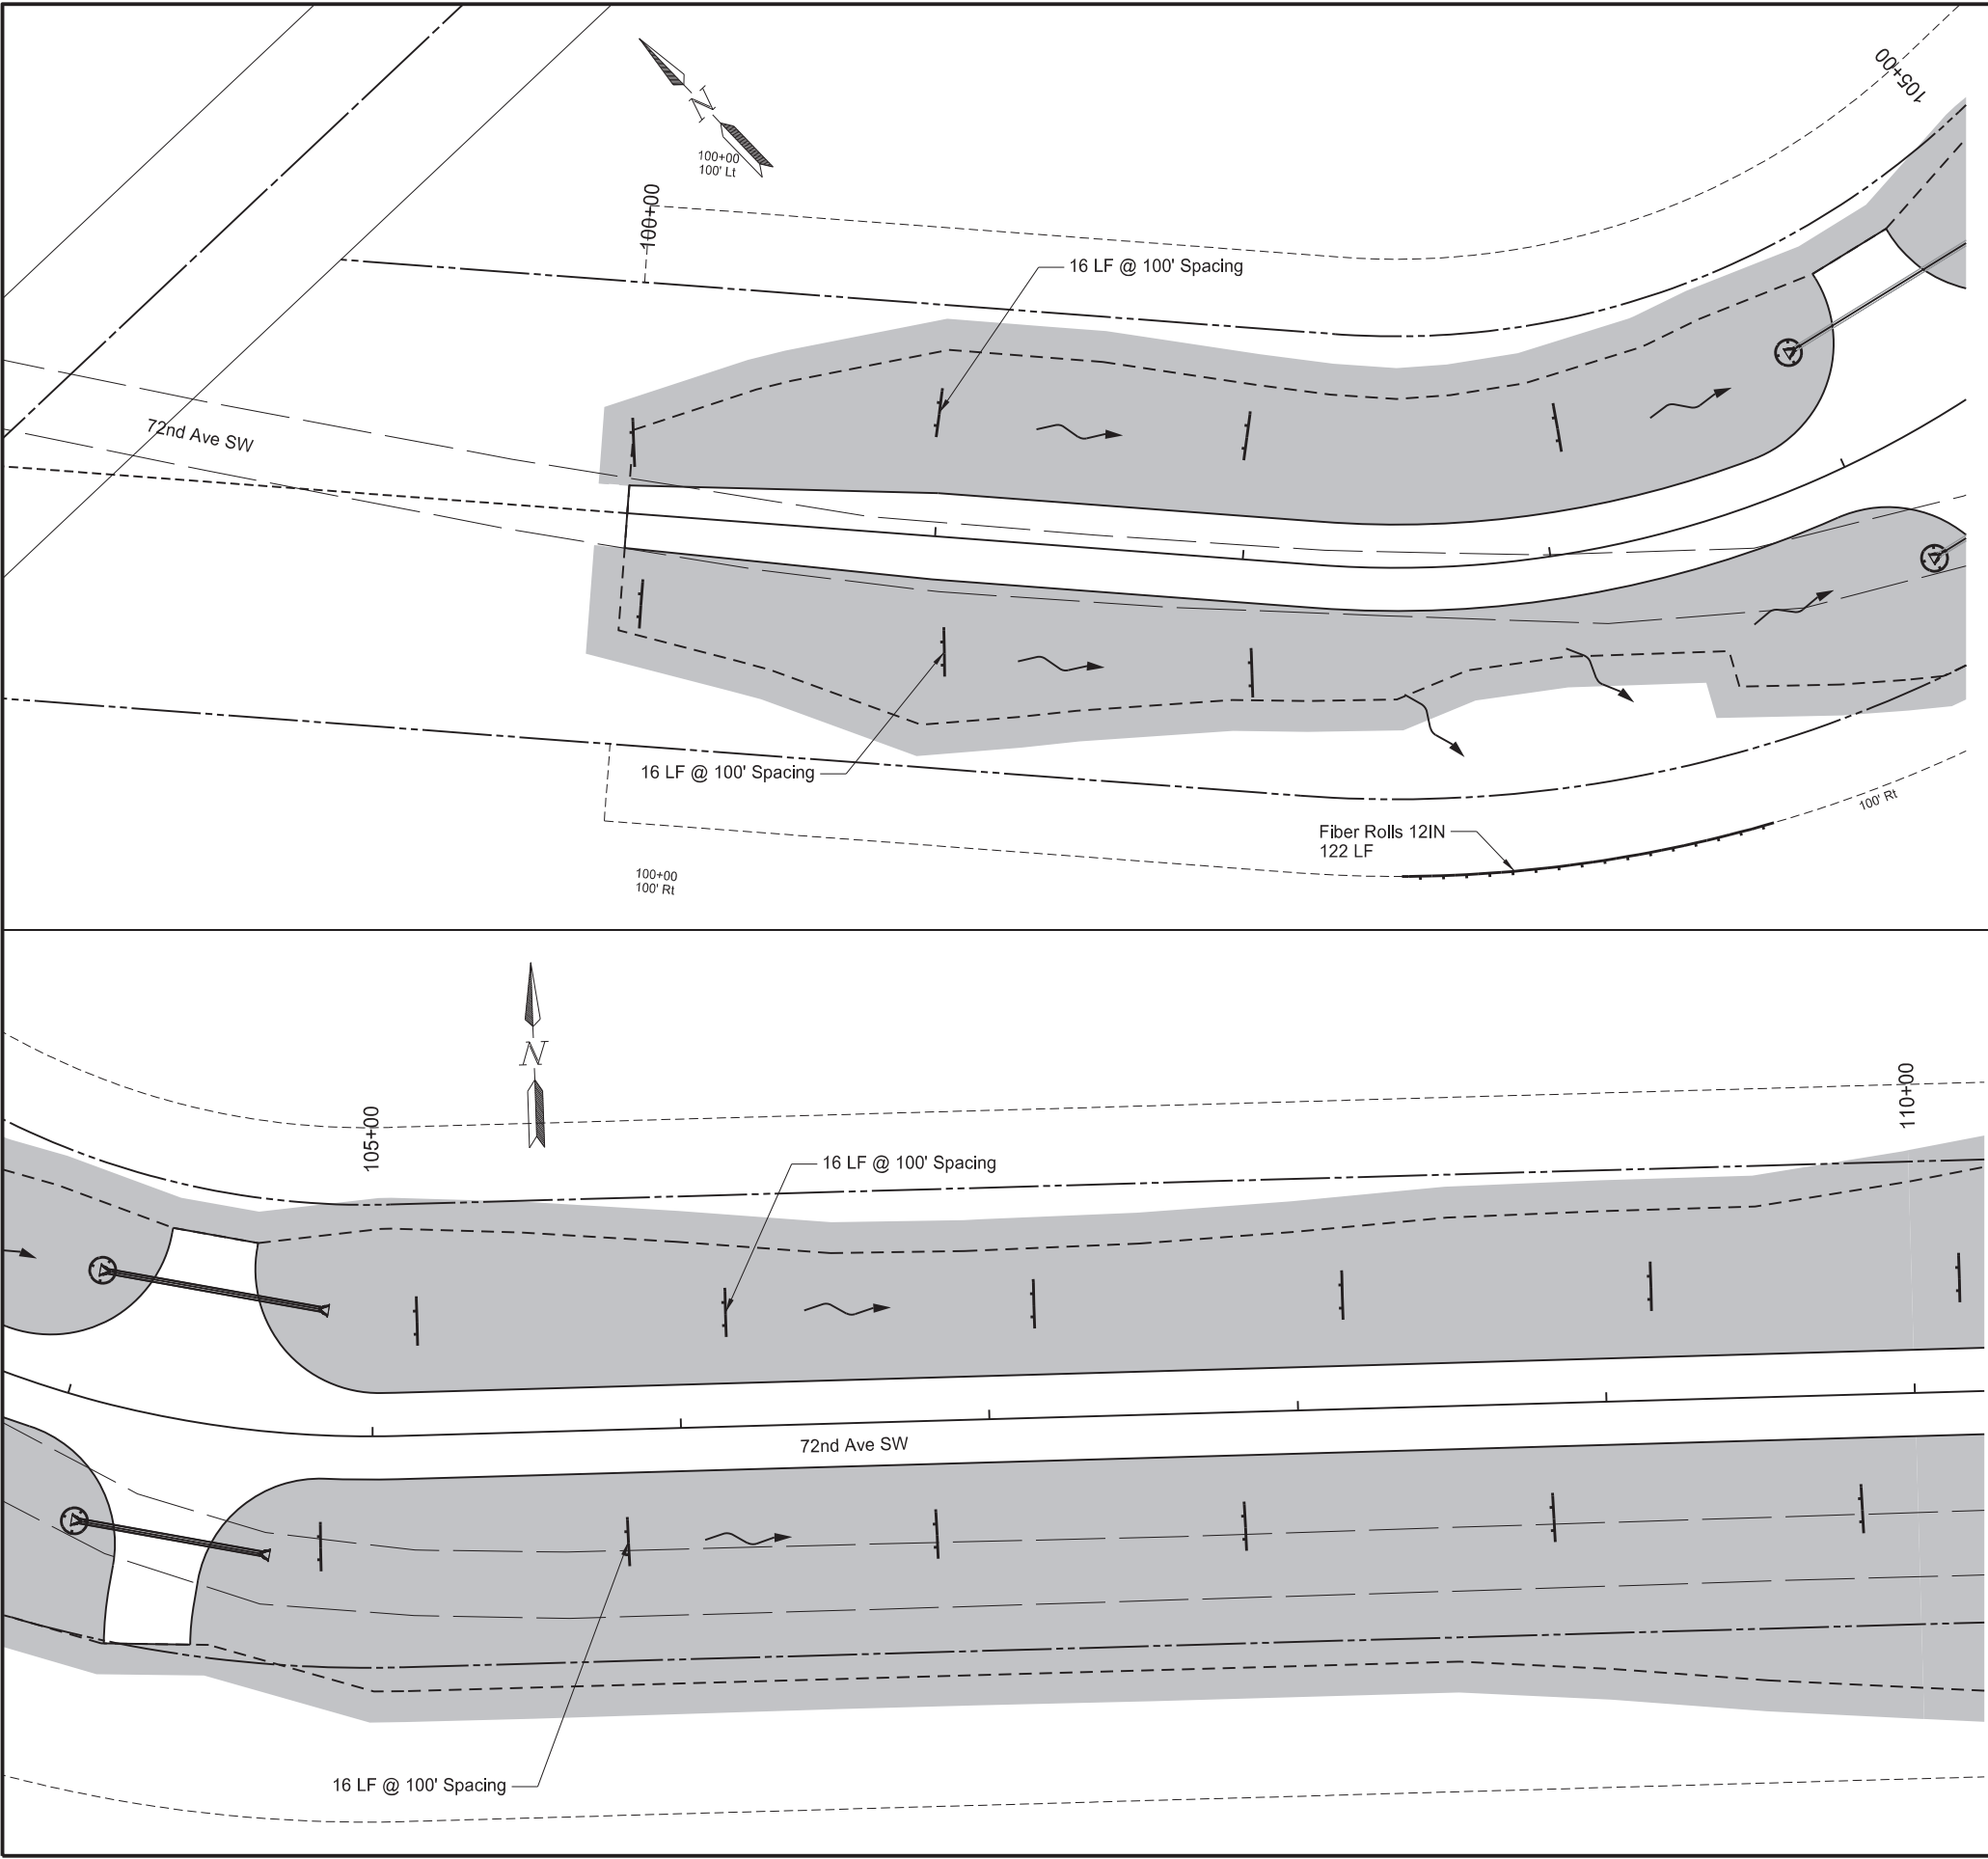 105+00
N
100+00
100' Lt
100+00
16 LF @ 100' Spacing
72nd Ave SW
16 LF @ 100' Spacing
100' Rt
Fiber Rolls 12IN
122 LF
100+00
100' Rt
N
110+00
105+00
16 LF @ 100' Spacing
72nd Ave SW
16 LF @ 100' Spacing